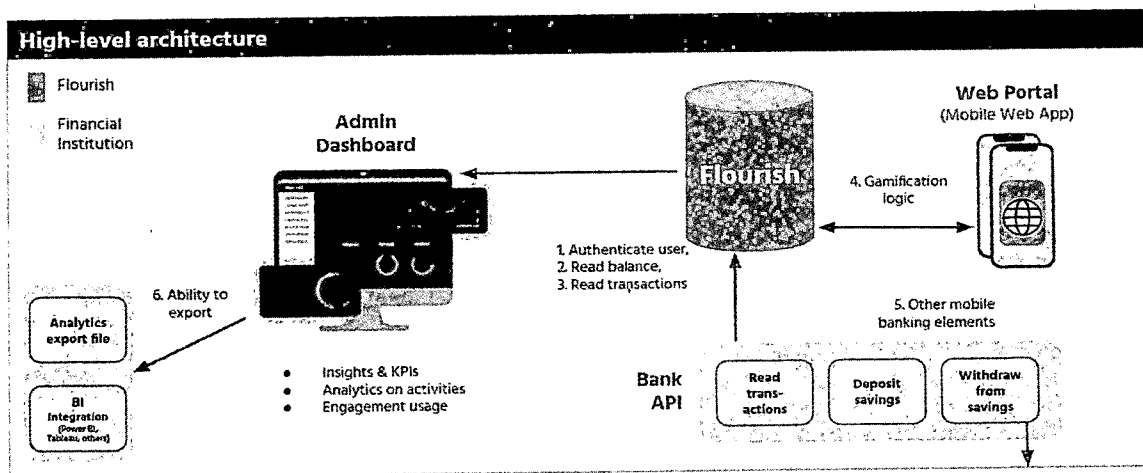 High-level architecture
Flourish
Financial
Institution
Admin
Dashboard
Flourish
Web Portal
(Mobile Web App)
4. Gamification
logic
1. Authenticate user,
2. Read balance,
3. Read transactions
5. Other mobile
banking elements
6. Ability to
export
Analytics
export file
BI
Integration
(Power BI,
Tableau, others)
• Insights & KPIs
• Analytics on activities
• Engagement usage
Bank
API
Read
trans-
actions
Deposit
savings
Withdraw
from
savings